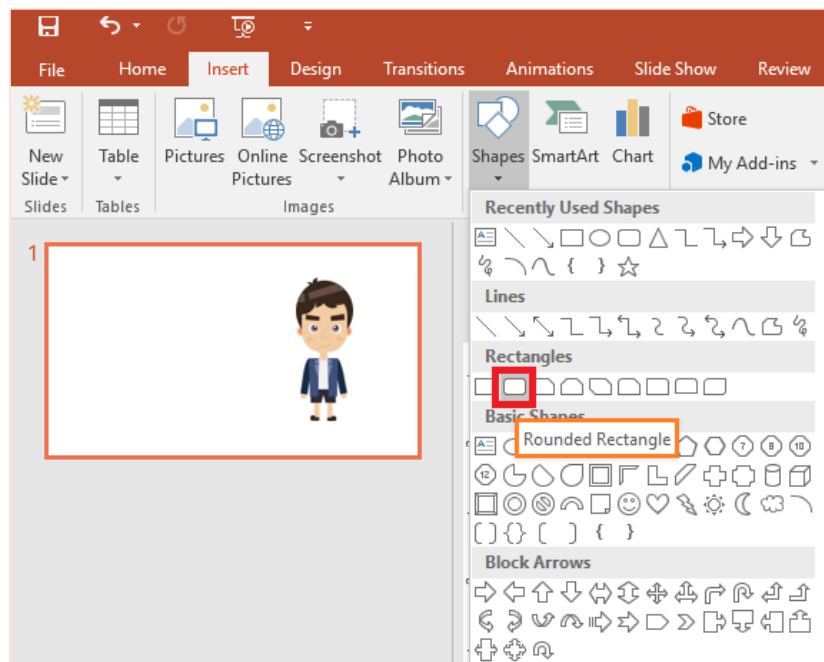 File Home Insert Design Transitions Animations Slide Show Review
New Slide
Table
Pictures
Online Pictures
Screenshot
Photo Album
Shapes
SmartArt
Chart
Store
My Add-ins
Slides Tables Images
Recently Used Shapes
Lines
Rectangles
Basic Shapes
Rounded Rectangle
Block Arrows
1